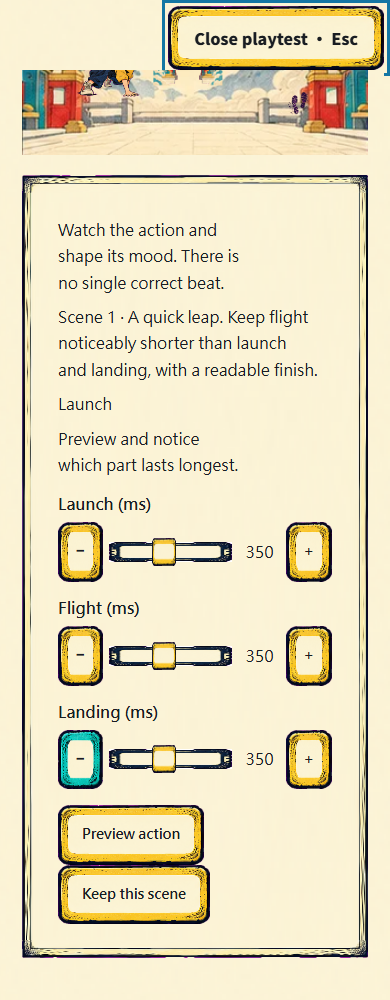 Close playtest • Esc
Watch the action and
shape its mood. There is
no single correct beat.
Scene 1 · A quick leap. Keep flight
noticeably shorter than launch
and landing, with a readable finish.
Launch
Preview and notice
which part lasts longest.
Launch (ms)
− 350 +
Flight (ms)
− 350 +
Landing (ms)
− 350 +
Preview action
Keep this scene